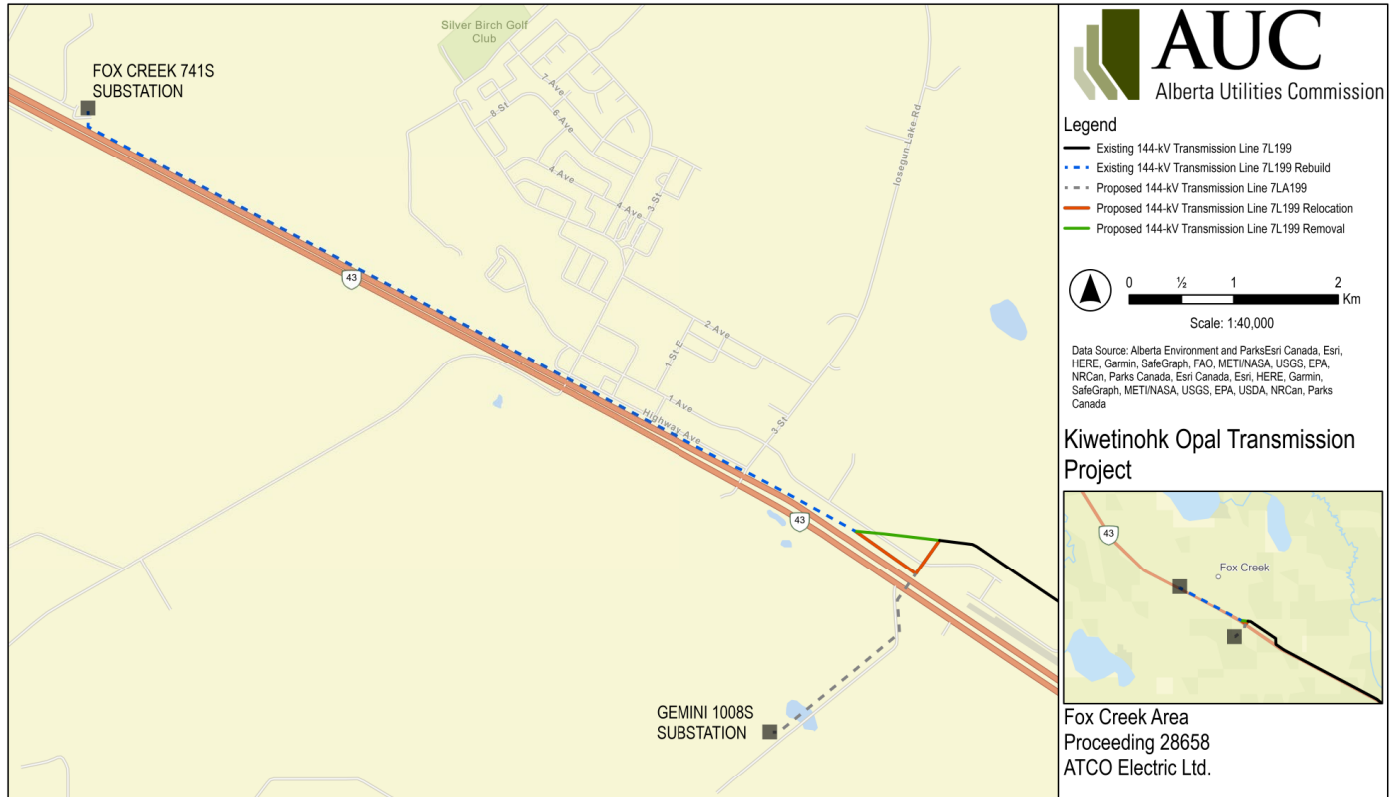 Silver Birch Golf
Club
FOX CREEK 741S
SUBSTATION
7 Ave
8 St
6 Ave
4 Ave
4 Ave
3 St
Iosegun Lake Rd
43
2 Ave
1 St E
1 Ave
Highway Ave
3 St
43
GEMINI 1008S
SUBSTATION
AUC
Alberta Utilities Commission
Legend
Existing 144-kV Transmission Line 7L199
Existing 144-kV Transmission Line 7L199 Rebuild
Proposed 144-kV Transmission Line 7LA199
Proposed 144-kV Transmission Line 7L199 Relocation
Proposed 144-kV Transmission Line 7L199 Removal
0 ½ 1 2
Km
Scale: 1:40,000
Data Source: Alberta Environment and ParksEsri Canada, Esri,
HERE, Garmin, SafeGraph, FAO, METI/NASA, USGS, EPA,
NRCan, Parks Canada, Esri Canada, Esri, HERE, Garmin,
SafeGraph, METI/NASA, USGS, EPA, USDA, NRCan, Parks
Canada
Kiwetinohk Opal Transmission
Project
43
Fox Creek
Fox Creek Area
Proceeding 28658
ATCO Electric Ltd.